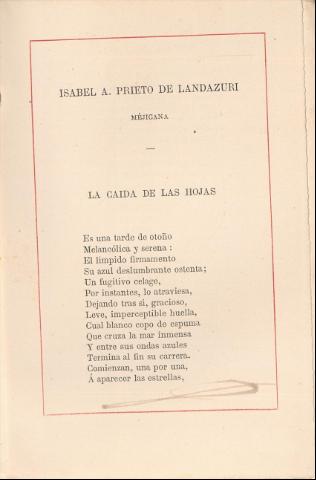 ISABEL A. PRIETO DE LANDAZURI
MÉJICANA
LA CAIDA DE LAS HOJAS
Es una tarde de otoño
Melancólica y serena :
El limpido firmamento
Su azul deslumbrante ostenta;
Un fugitivo celage,
Por instantes, lo atraviesa,
Dejando tras si, gracioso,
Leve, imperceptible huella,
Cual blanco copo de espuma
Que cruza la mar inmensa
Y entre sus ondas azules
Termina al fin su carrera.
Comienzan, una por una,
Á aparecer las estrellas,